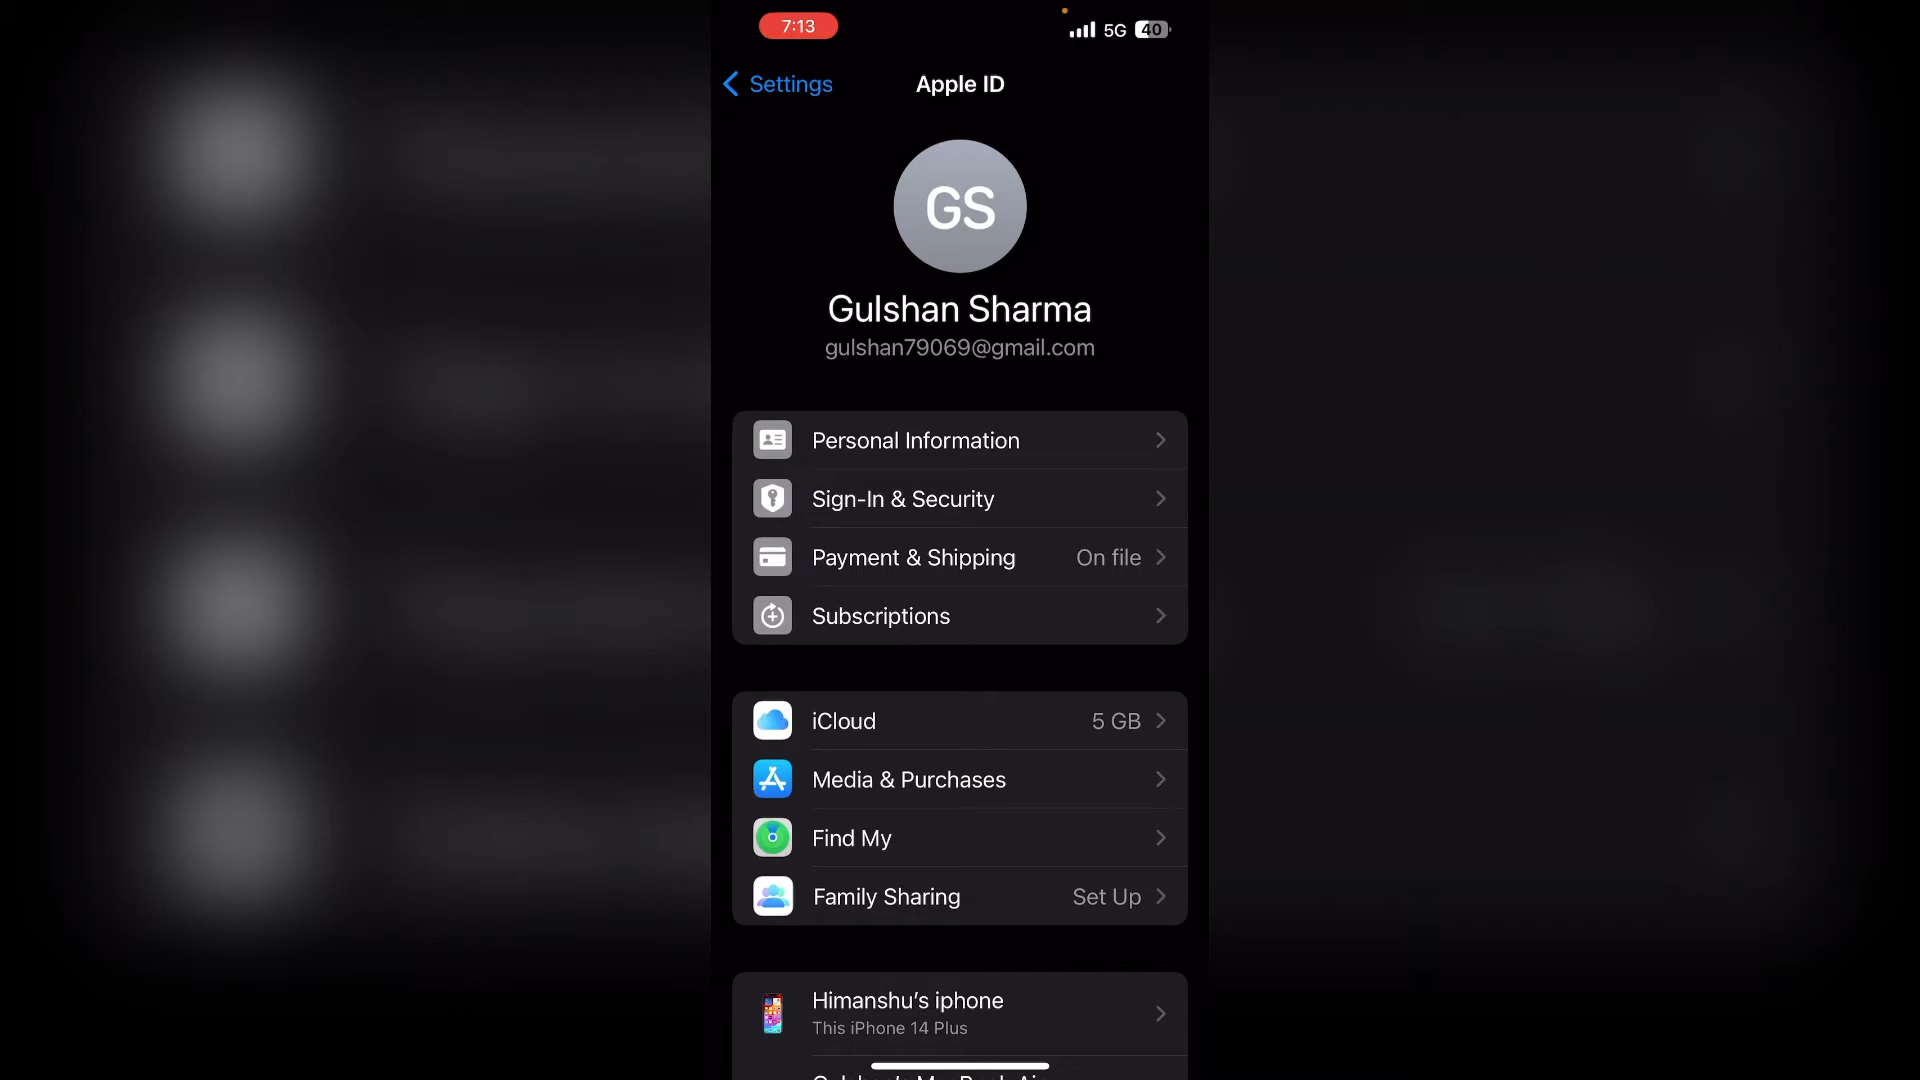 7:13
5G 40
Settings
Apple ID
GS
Gulshan Sharma
gulshan79069@gmail.com
Personal Information
Sign-In & Security
Payment & Shipping On file
Subscriptions
iCloud 5 GB
Media & Purchases
Find My
Family Sharing Set Up
Himanshu's iphone
This iPhone 14 Plus